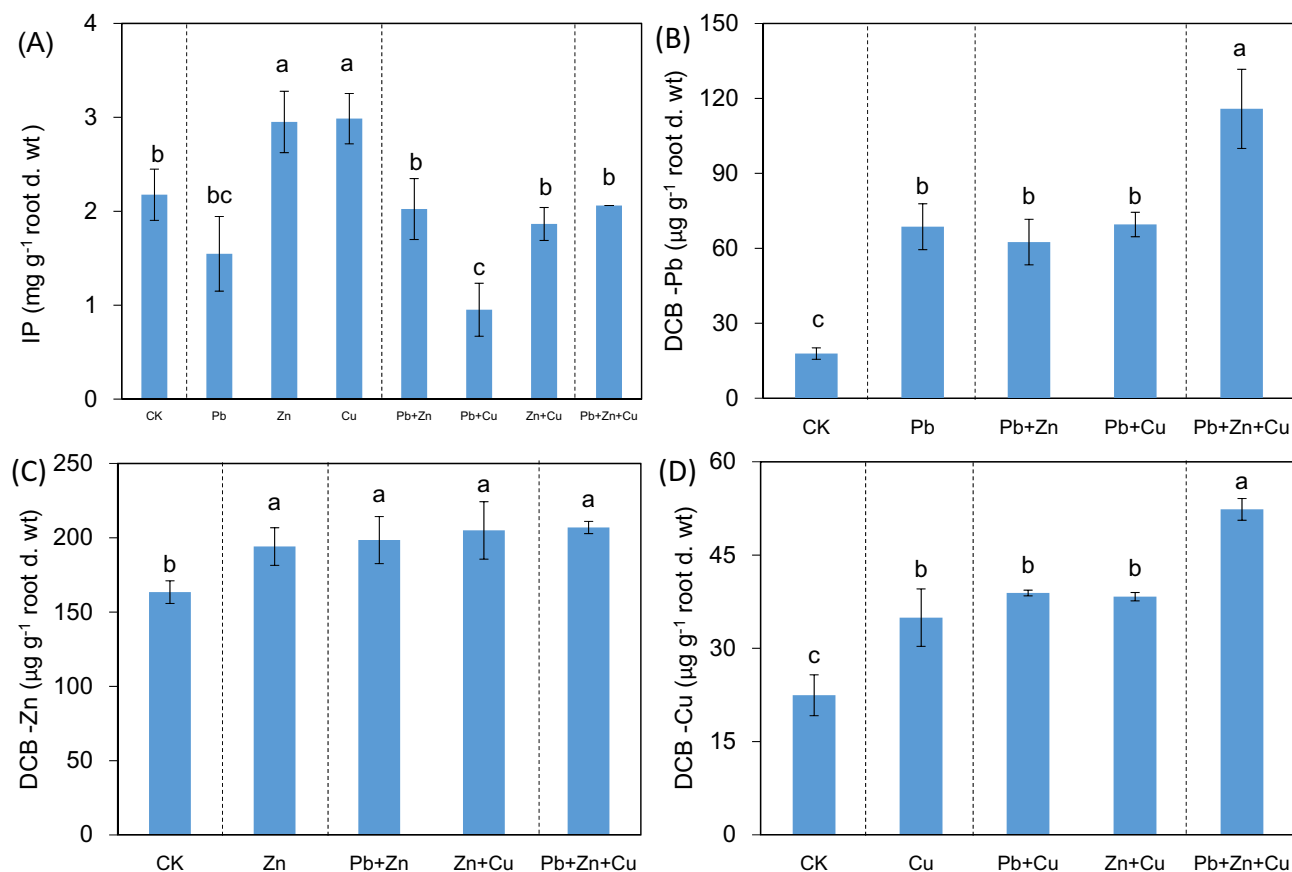 (A)
IP (mg g⁻¹ root d. wt )
4
3
2
1
0
b
bc
a
a
b
c
b
b
CK Pb Zn Cu Pb+Zn Pb+Cu Zn+Cu Pb+Zn+Cu
(B)
DCB -Pb (µg g⁻¹ root d. wt)
150
120
90
60
30
0
c
b
b
b
a
CK Pb Pb+Zn Pb+Cu Pb+Zn+Cu
(C)
DCB -Zn (µg g⁻¹ root d. wt)
250
200
150
100
50
0
b
a
a
a
a
CK Zn Pb+Zn Zn+Cu Pb+Zn+Cu
(D)
DCB -Cu (µg g⁻¹ root d. wt)
60
45
30
15
0
c
b
b
b
a
CK Cu Pb+Cu Zn+Cu Pb+Zn+Cu